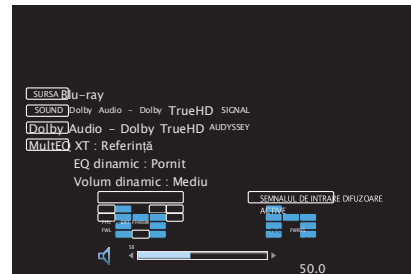 SURSA Blu-ray
SOUND Dolby Audio - Dolby TrueHD SIGNAL
Dolby Audio - Dolby TrueHD AUDYSSEY
MultEQ XT : Referință
EQ dinamic : Pornit
Volum dinamic : Mediu
SEMNALUL DE INTRARE DIFUZOARE
ACTIVE
FWL
SB
50.0